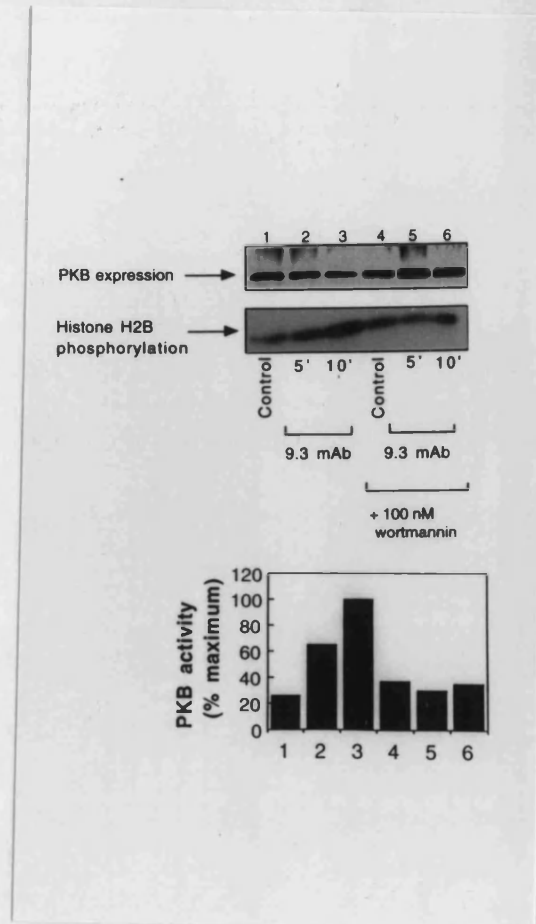 1 2 3 4 5 6
PKB expression
Histone H2B
phosphorylation
Control 5' 10' Control 5' 10'
9.3 mAb 9.3 mAb
+ 100 nM
wortmannin
PKB activity
(% maximum)
120
100
80
60
40
20
0
1 2 3 4 5 6